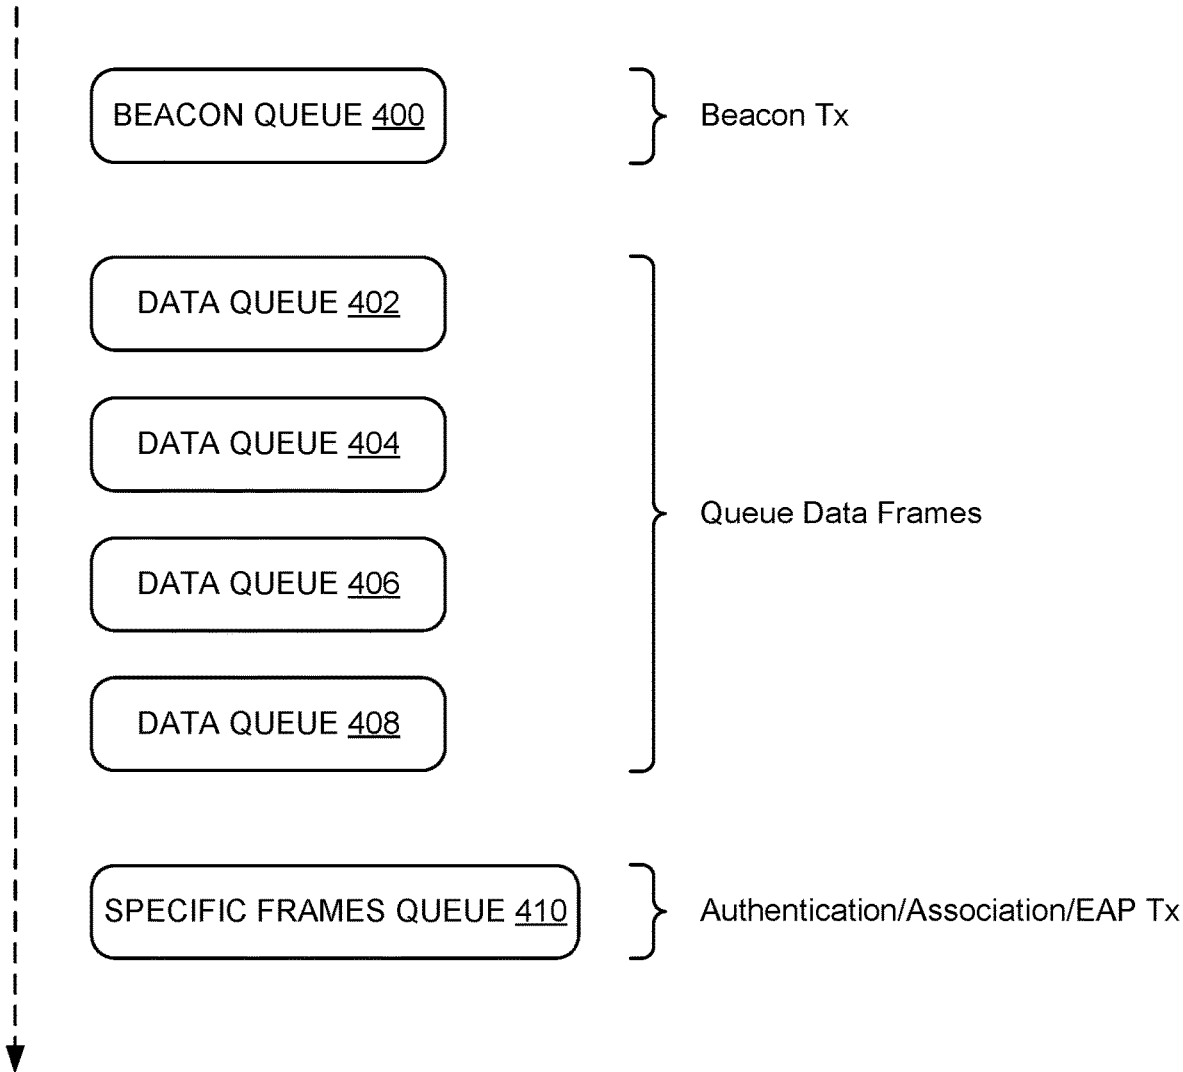 BEACON QUEUE 400
Beacon Tx
DATA QUEUE 402
DATA QUEUE 404
Queue Data Frames
DATA QUEUE 406
DATA QUEUE 408
SPECIFIC FRAMES QUEUE 410
Authentication/Association/EAP Tx